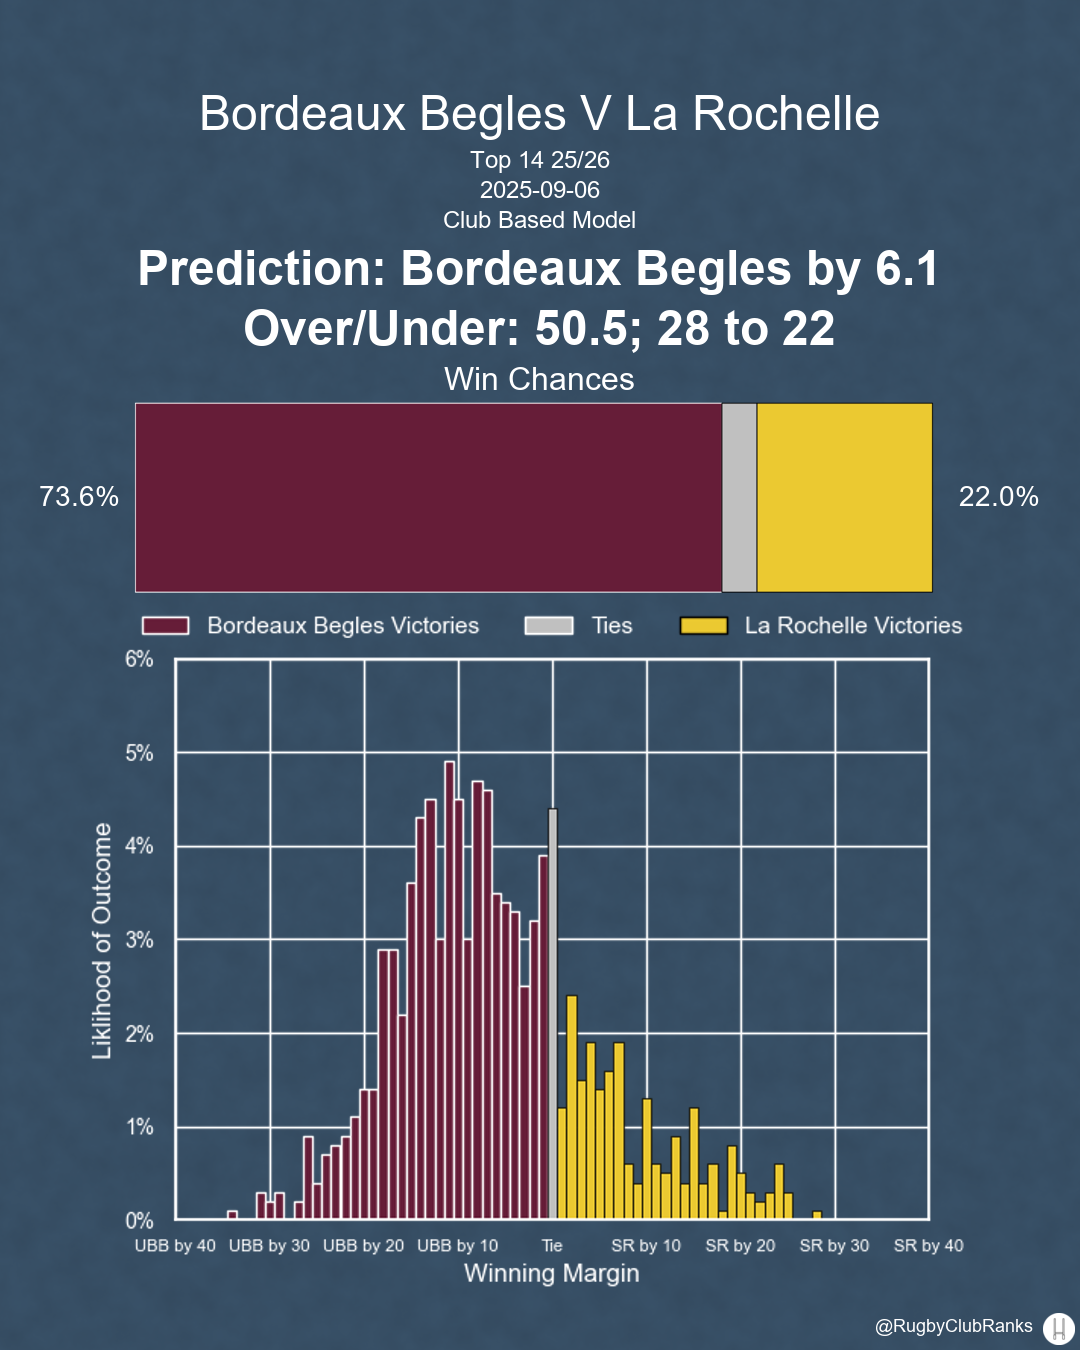 Bordeaux Begles V La Rochelle
Top 14 25/26
2025-09-06
Club Based Model
Prediction: Bordeaux Begles by 6.1
Over/Under: 50.5; 28 to 22
Win Chances
73.6%
22.0%
Bordeaux Begles Victories
Ties
La Rochelle Victories
6%
5%
4%
3%
2%
1%
0%
Liklihood of Outcome
UBB by 40
UBB by 30
UBB by 20
UBB by 10
Tie
SR by 10
SR by 20
SR by 30
SR by 40
Winning Margin
@RugbyClubRanks